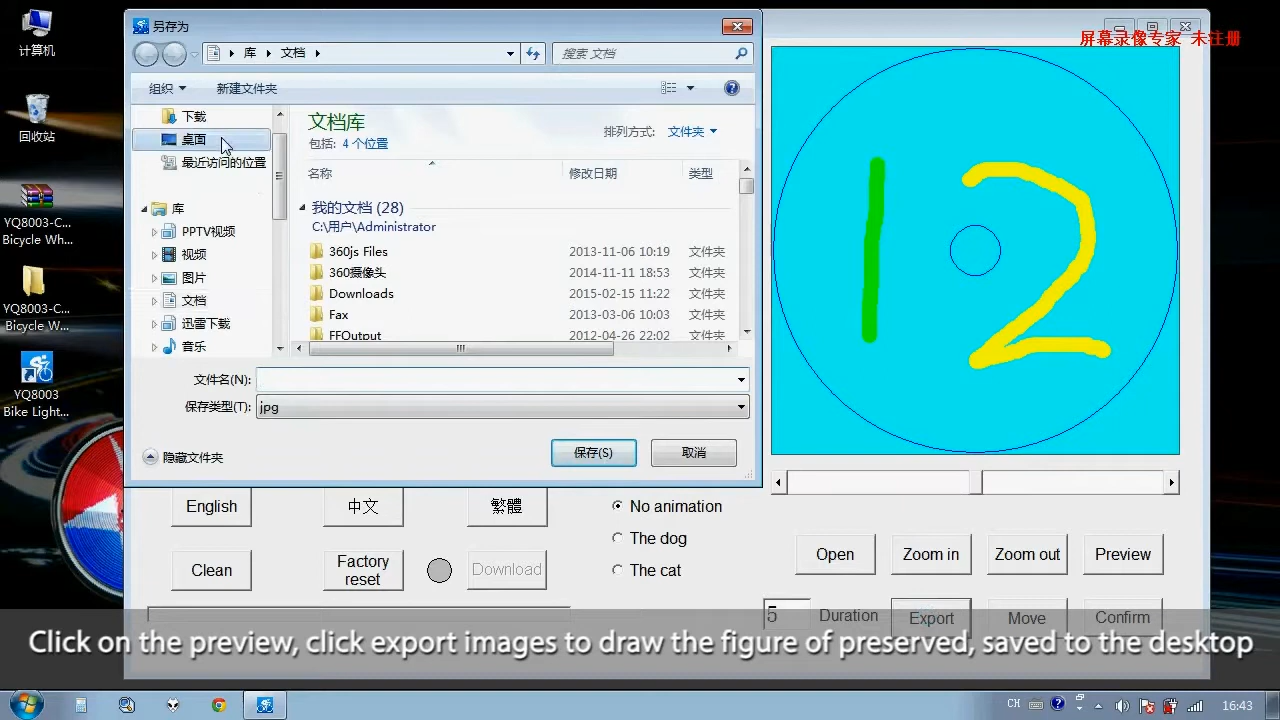 计算机
回收站
YQ8003-C...
Bicycle Wh...
YQ8003-C...
Bicycle W...
YQ8003
Bike Light...
另存为
库
文档
搜索 文档
组织
新建文件夹
下载
桌面
最近访问的位置
库
PPTV视频
视频
图片
文档
迅雷下载
音乐
文档库
包括: 4 个位置
排列方式: 文件夹
名称 修改日期 类型
我的文档 (28)
C:\用户\Administrator
360js Files 2013-11-06 10:19 文件夹
360摄像头 2014-11-11 18:53 文件夹
Downloads 2015-02-15 11:22 文件夹
Fax 2013-03-06 10:03 文件夹
FFOutput 2012-04-26 22:02 文件夹
文件名(N):
保存类型(T): jpg
隐藏文件夹
保存(S) 取消
屏幕录像专家 未注册
12
English 中文 繁體
Clean Factory reset Download
No animation
The dog
The cat
Open Zoom in Zoom out Preview
5 Duration Export Move Confirm
Click on the preview, click export images to draw the figure of preserved, saved to the desktop
CH 16:43